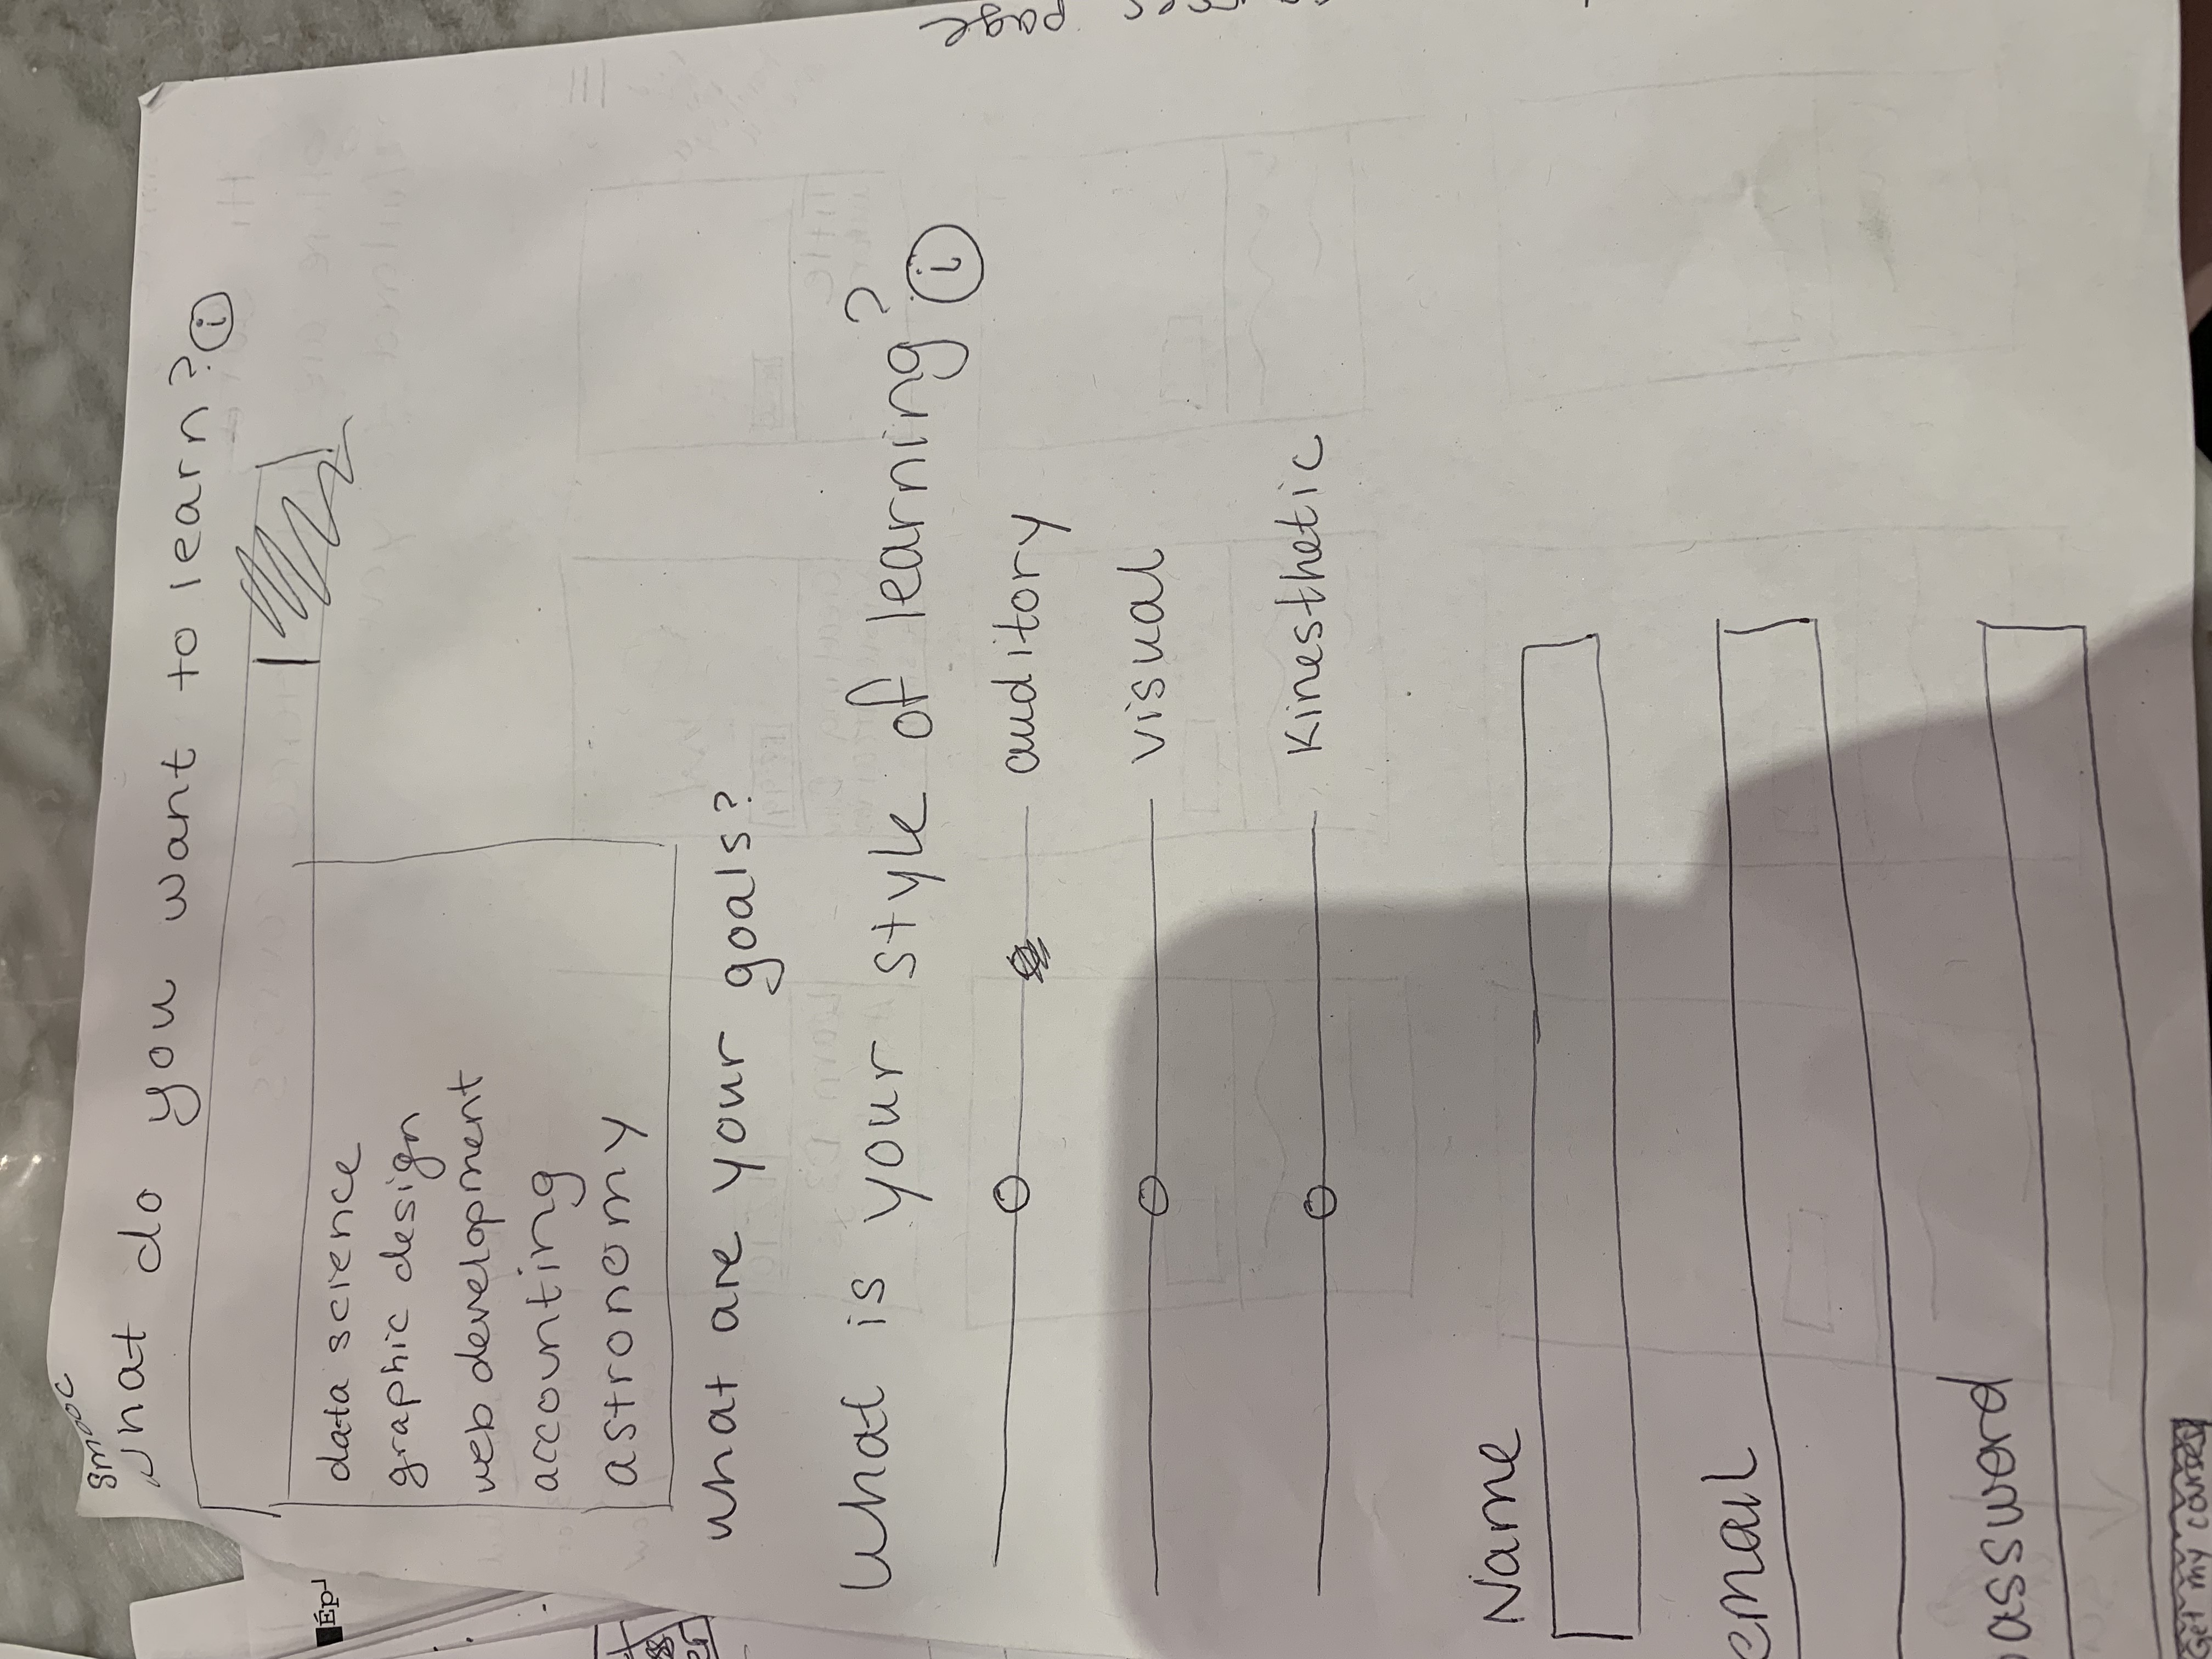 smooc
what do you want to learn? i
data science
graphic design
web development
accounting
astronomy
what are your goals?
What is your style of learning? i
auditory
visual
Kinesthetic
Name
email
password
Get my courses
page
Ép